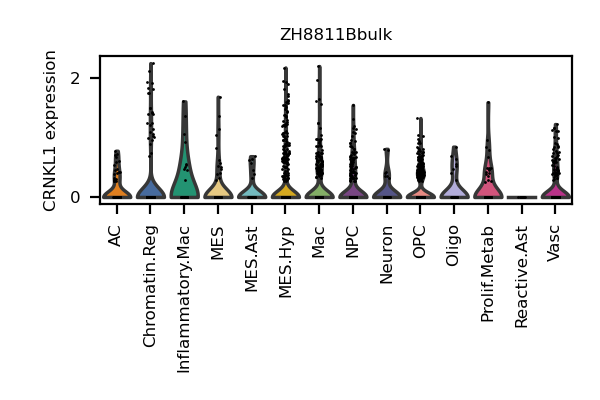 ZH8811Bbulk
CRNKL1 expression
2
0
AC
Chromatin.Reg
Inflammatory.Mac
MES
MES.Ast
MES.Hyp
Mac
NPC
Neuron
OPC
Oligo
Prolif.Metab
Reactive.Ast
Vasc